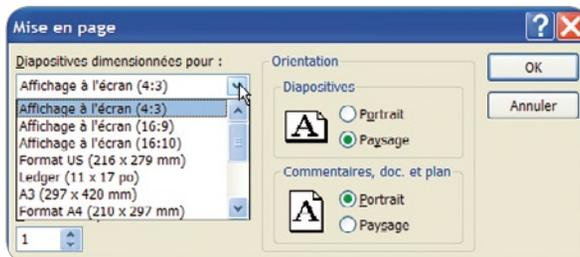 Mise en page
Diapositives dimensionnées pour :
Affichage à l'écran (4:3)
Affichage à l'écran (4:3)
Affichage à l'écran (16:9)
Affichage à l'écran (16:10)
Format US (216 x 279 mm)
Ledger (11 x 17 po)
A3 (297 x 420 mm)
Format A4 (210 x 297 mm)
1
Orientation
Diapositives
A
Portrait
Paysage
Commentaires, doc. et plan
A
Portrait
Paysage
OK
Annuler